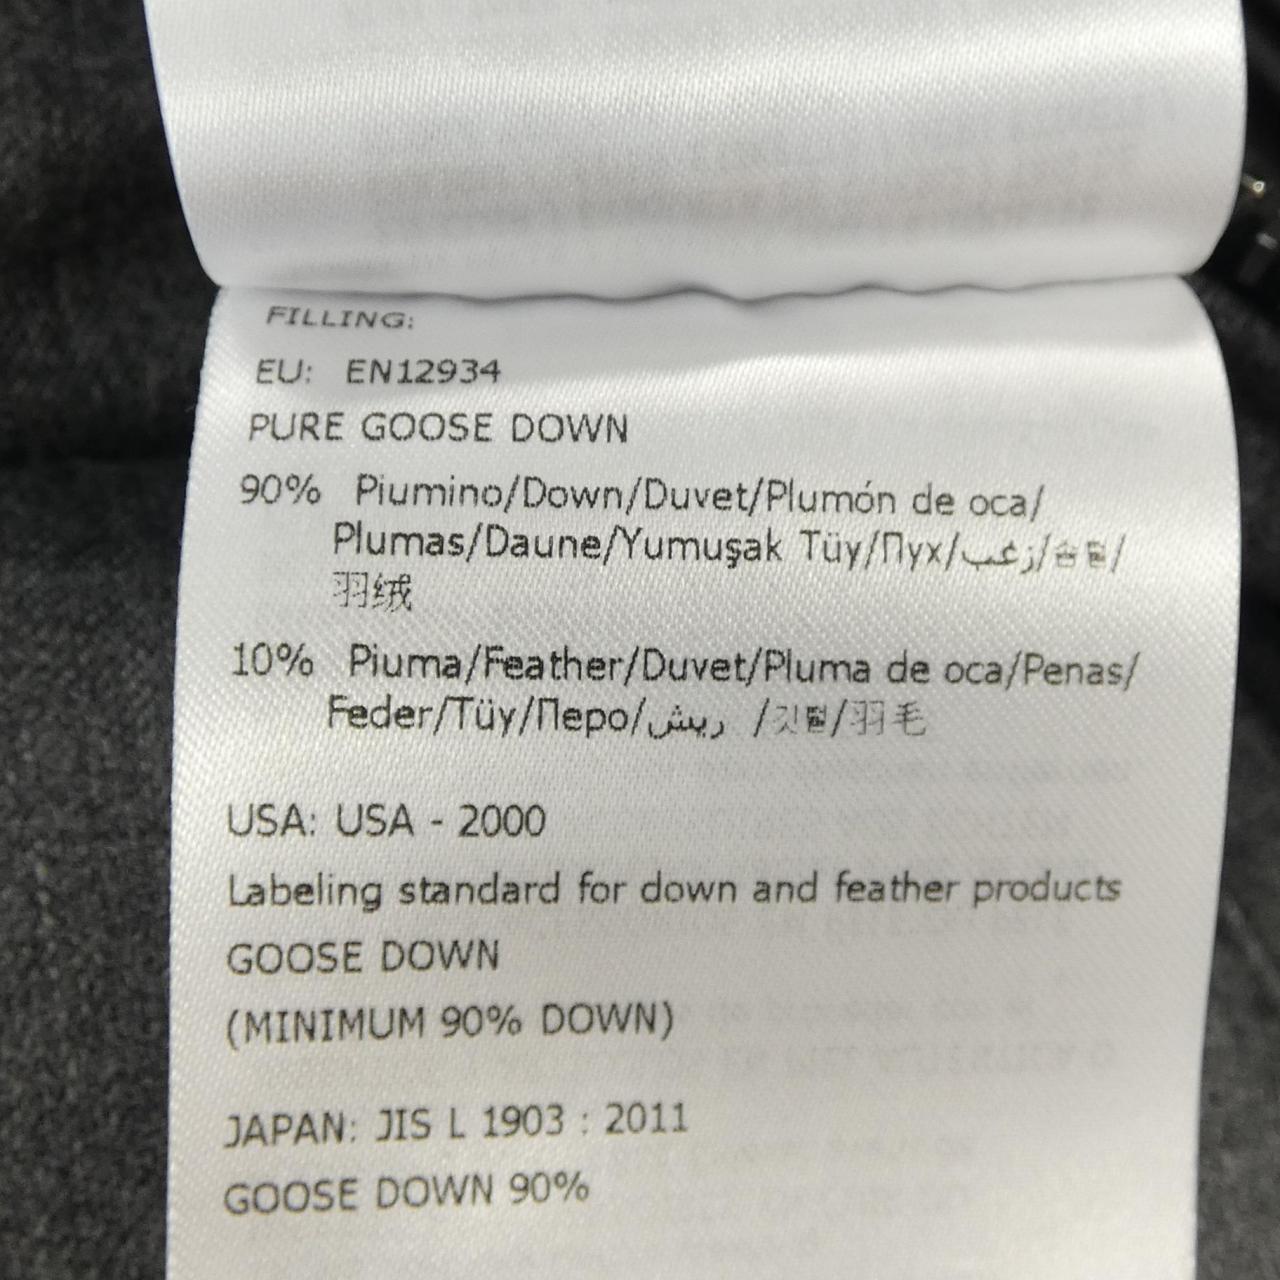 FILLING:
EU: EN12934
PURE GOOSE DOWN
90% Piumino/Down/Duvet/Plumón de oca/
Plumas/Daune/Yumuşak Tüy/Пух/زغب/솜털/
羽绒
10% Piuma/Feather/Duvet/Pluma de oca/Penas/
Feder/Tüy/Перо/ريش /깃털/羽毛
USA: USA - 2000
Labeling standard for down and feather products
GOOSE DOWN
(MINIMUM 90% DOWN)
JAPAN: JIS L 1903 : 2011
GOOSE DOWN 90%